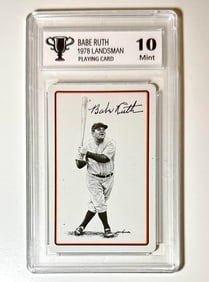 BABE RUTH
1978 LANDSMAN
PLAYING CARD
10
Mint
Babe Ruth